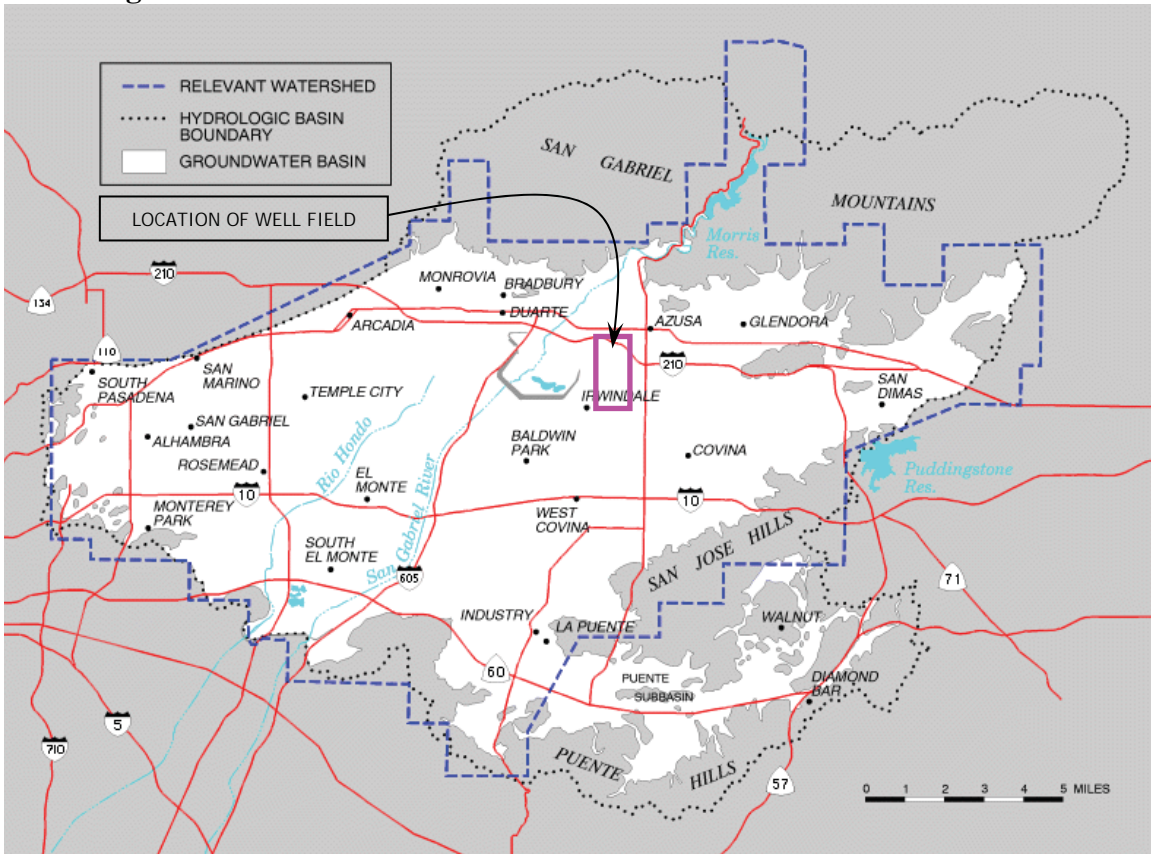 RELEVANT WATERSHED
HYDROLOGIC BASIN
BOUNDARY
GROUNDWATER BASIN
LOCATION OF WELL FIELD
SAN GABRIEL
MOUNTAINS
Morris
Res.
210
134
110
MONROVIA
BRADBURY
DUARTE
ARCADIA
AZUSA
GLENDORA
210
SAN
MARINO
SOUTH
PASADENA
TEMPLE CITY
IRWINDALE
SAN
DIMAS
SAN GABRIEL
ALHAMBRA
ROSEMEAD
Rio Hondo
BALDWIN
PARK
COVINA
Puddingstone
Res.
EL
MONTE
10
10
MONTEREY
PARK
WEST
COVINA
San Gabriel River
SOUTH
EL MONTE
605
SAN JOSE HILLS
71
INDUSTRY
LA PUENTE
WALNUT
60
PUENTE
SUBBASIN
DIAMOND
BAR
5
710
PUENTE
HILLS
57
0 1 2 3 4 5 MILES